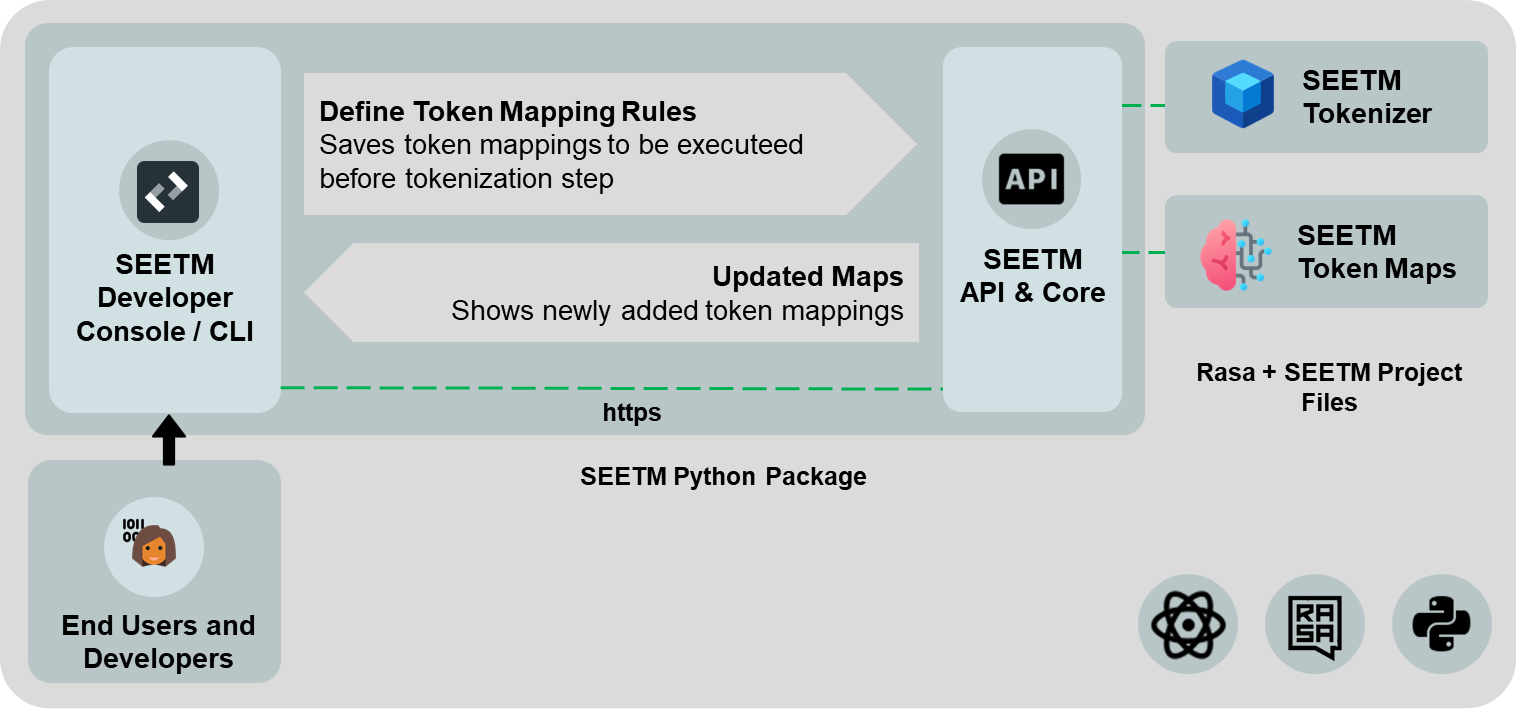 Define Token Mapping Rules
Saves token mappings to be executeed
before tokenization step
SEETM
Developer
Console / CLI
API
SEETM
API & Core
Updated Maps
Shows newly added token mappings
https
SEETM
Tokenizer
SEETM
Token Maps
Rasa + SEETM Project
Files
SEETM Python Package
1011
End Users and
Developers
RA
SA